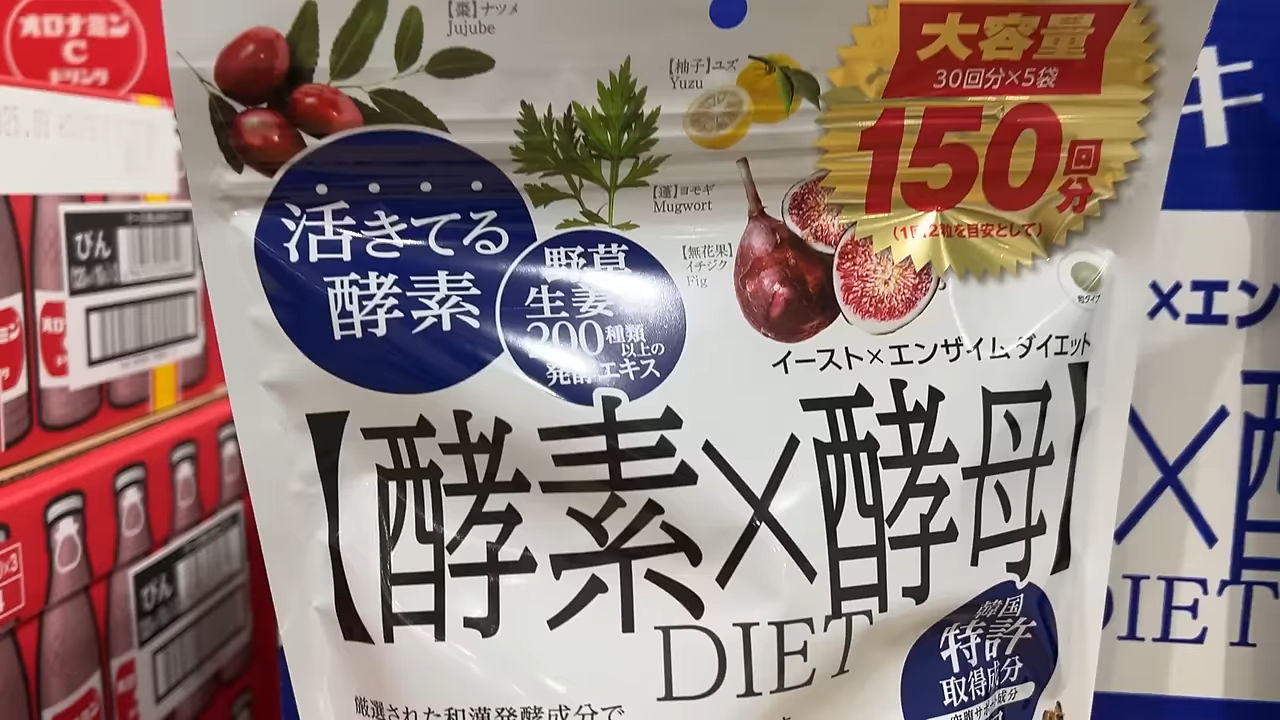 オロナミン
C
ドリンク
【棗】ナツメ
Jujube
【柚子】ユズ
Yuzu
大容量
30回分×5袋
150回分
(1回2粒を目安として)
【蓬】ヨモギ
Mugwort
【無花果】
イチジク
Fig
粒タイプ
活きてる
酵素
野草
生姜
200種類
以上の
発酵エキス
イースト×エンザイムダイエット
【酵素×酵母】
DIET
韓国
特許
取得成分
厳選された和漢発酵成分で
びん
びん
キ
×エン
×
DIET